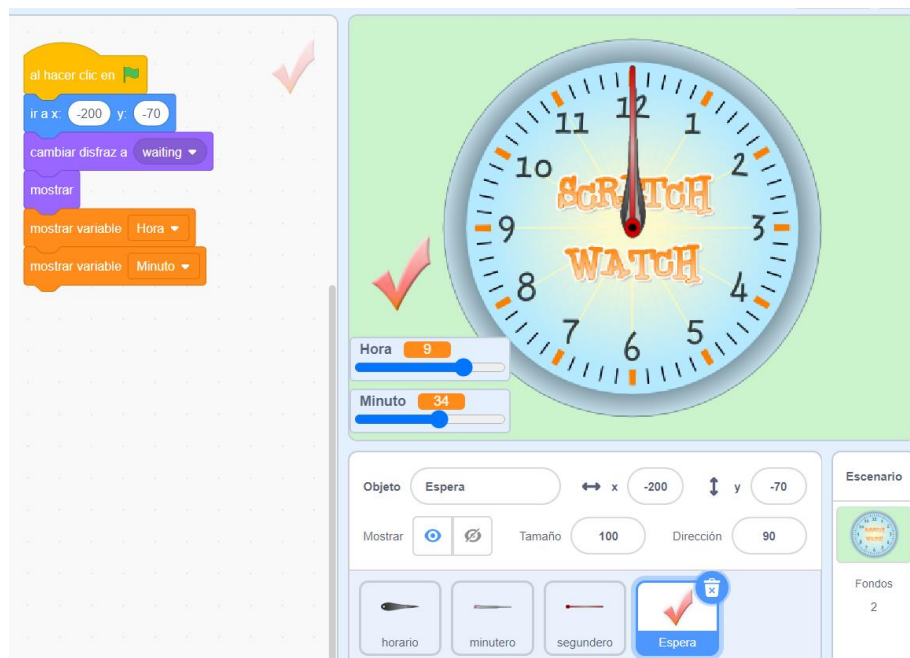 al hacer clic en
ir a x: -200 y: -70
cambiar disfraz a waiting
mostrar
mostrar variable Hora
mostrar variable Minuto
12
11
1
10
2
SCRATCH
9
3
WATCH
8
4
7
5
6
Hora 9
Minuto 34
Objeto Espera x -200 y -70
Mostrar Tamaño 100 Dirección 90
horario minutero segundero Espera
Escenario
Fondos
2